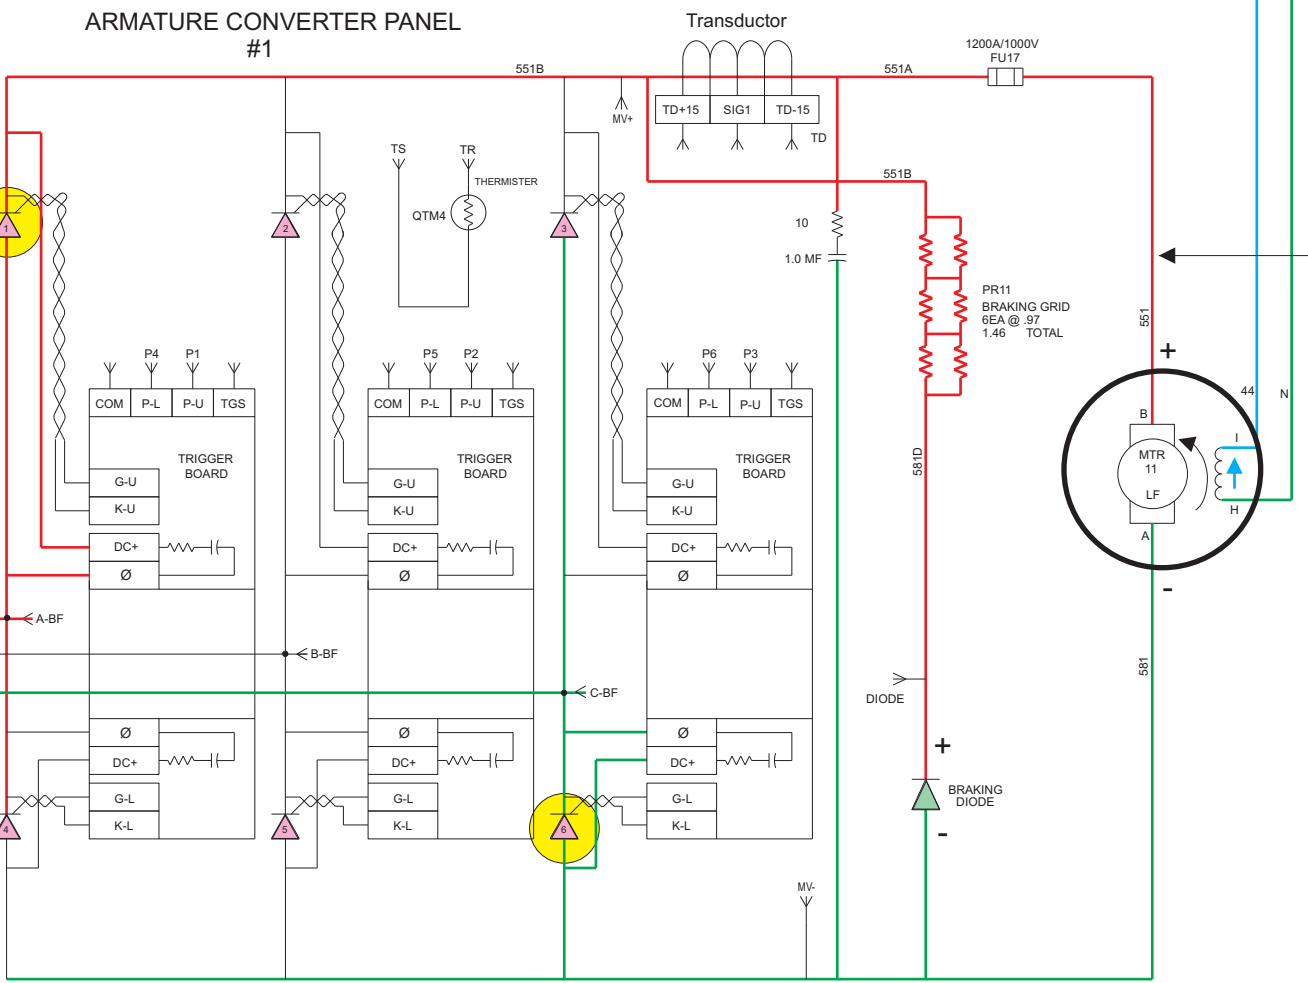 ARMATURE CONVERTER PANEL
#1
Transductor
1200A/1000V
FU17
551B
551A
MV+
TD+15 SIG1 TD-15
TD
TS TR
THERMISTER
QTM4
551B
1
2
3
10
1.0 MF
PR11
BRAKING GRID
6EA @ .97
1.46 TOTAL
551
+
P4 P1
P5 P2
P6 P3
COM P-L P-U TGS
COM P-L P-U TGS
COM P-L P-U TGS
44
N
B
I
MTR
11
LF
H
A
-
TRIGGER
BOARD
TRIGGER
BOARD
TRIGGER
BOARD
581D
G-U
K-U
G-U
K-U
G-U
K-U
DC+
Ø
DC+
Ø
DC+
Ø
A-BF
B-BF
C-BF
581
DIODE
Ø
DC+
Ø
DC+
Ø
DC+
+
BRAKING
DIODE
-
G-L
K-L
G-L
K-L
G-L
K-L
4
5
6
MV-